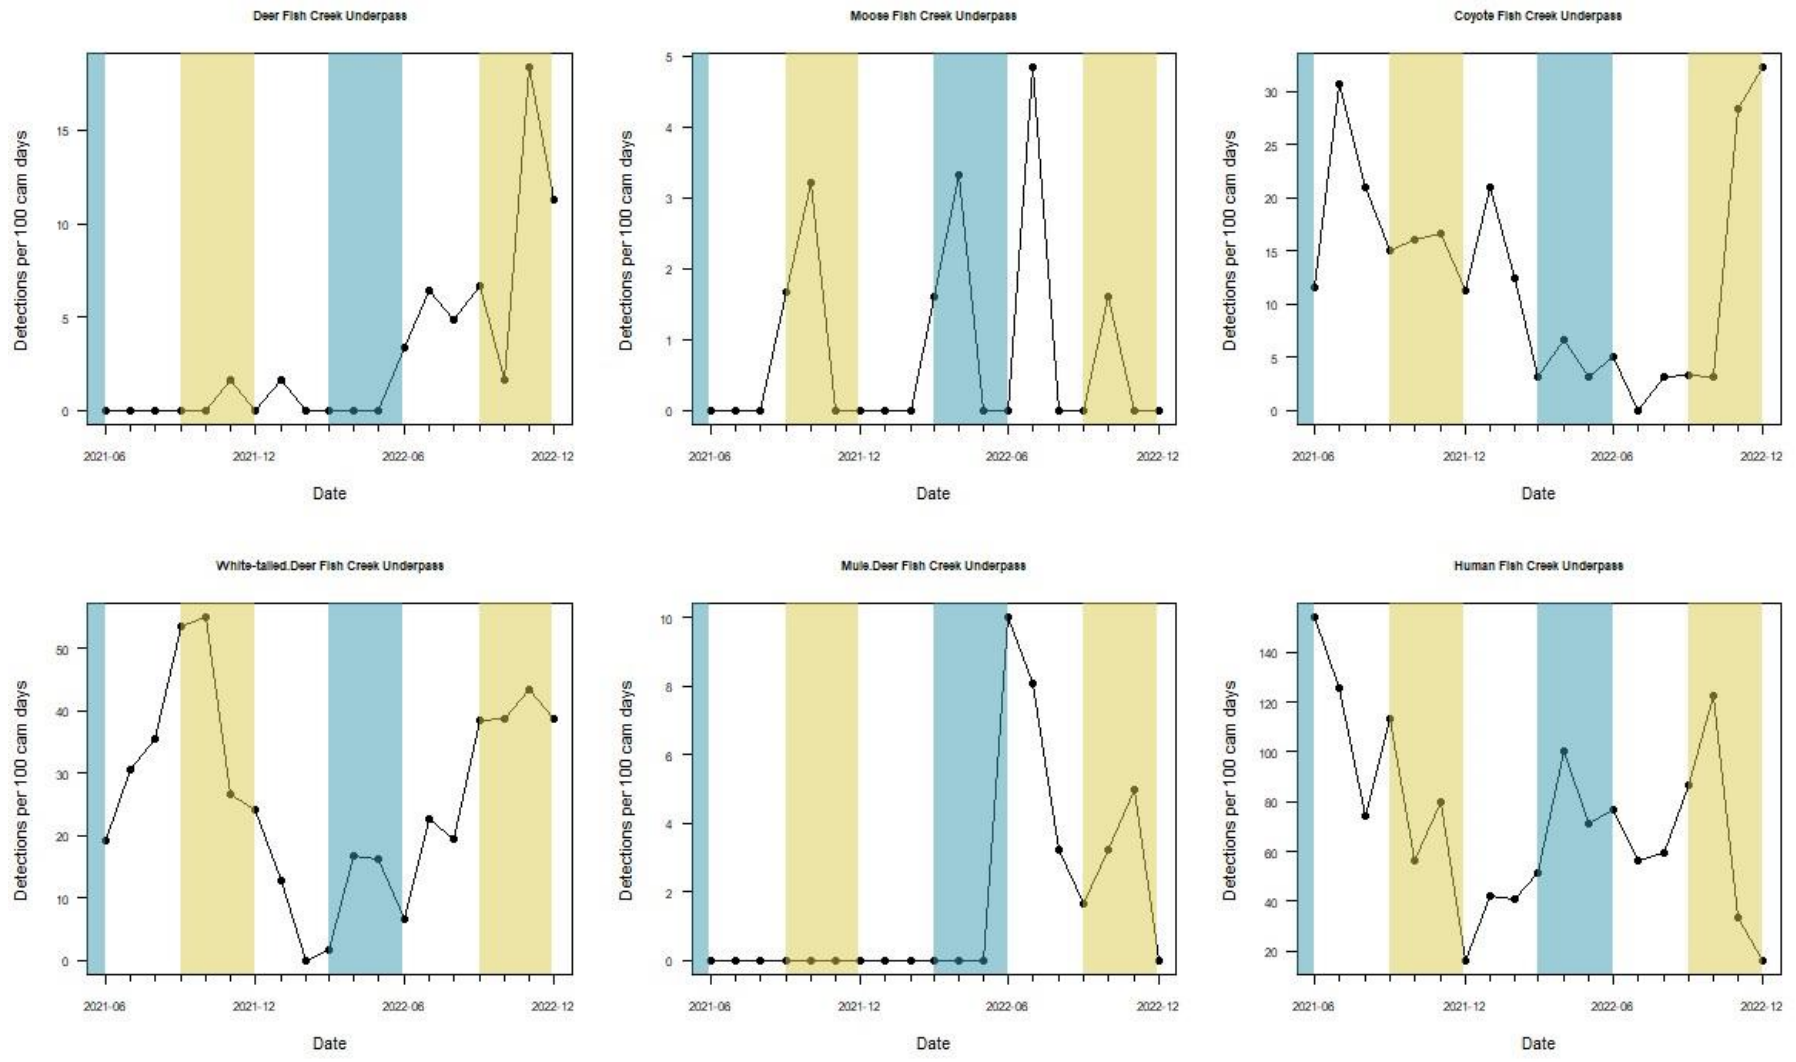 Deer Fish Creek Underpass
Detections per 100 cam days
15
10
5
0
2021-06 2021-12 2022-06 2022-12
Date
Moose Fish Creek Underpass
Detections per 100 cam days
5
4
3
2
1
0
2021-06 2021-12 2022-06 2022-12
Date
Coyote Fish Creek Underpass
Detections per 100 cam days
30
25
20
15
10
5
0
2021-06 2021-12 2022-06 2022-12
Date
White-tailed.Deer Fish Creek Underpass
Detections per 100 cam days
50
40
30
20
10
0
2021-06 2021-12 2022-06 2022-12
Date
Mule.Deer Fish Creek Underpass
Detections per 100 cam days
10
8
6
4
2
0
2021-06 2021-12 2022-06 2022-12
Date
Human Fish Creek Underpass
Detections per 100 cam days
140
120
100
80
60
40
20
2021-06 2021-12 2022-06 2022-12
Date